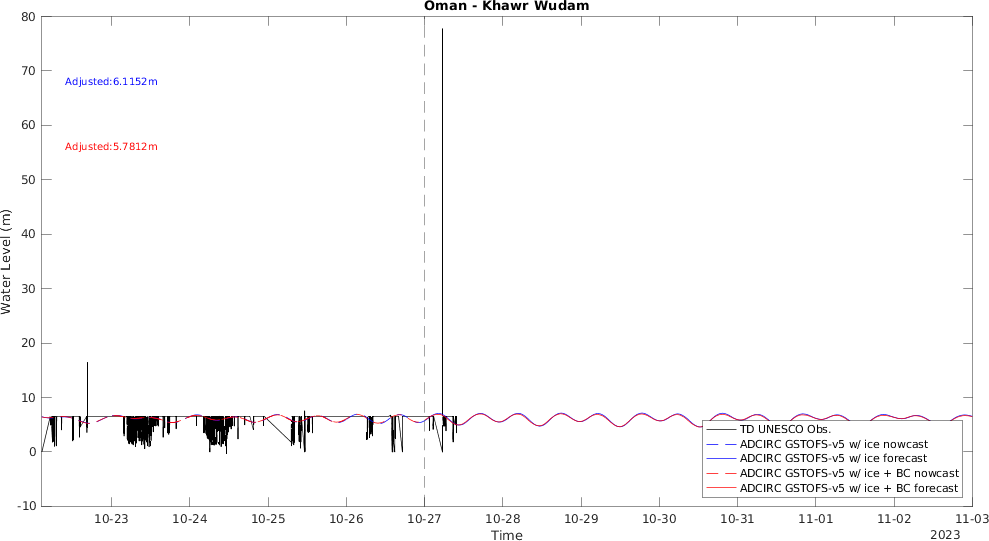 Oman - Khawr Wudam
Adjusted:6.1152m
Adjusted:5.7812m
Water Level (m)
80
70
60
50
40
30
20
10
0
-10
TD UNESCO Obs.
ADCIRC GSTOFS-v5 w/ ice nowcast
ADCIRC GSTOFS-v5 w/ ice forecast
ADCIRC GSTOFS-v5 w/ ice + BC nowcast
ADCIRC GSTOFS-v5 w/ ice + BC forecast
10-23 10-24 10-25 10-26 10-27 10-28 10-29 10-30 10-31 11-01 11-02 11-03
Time
2023